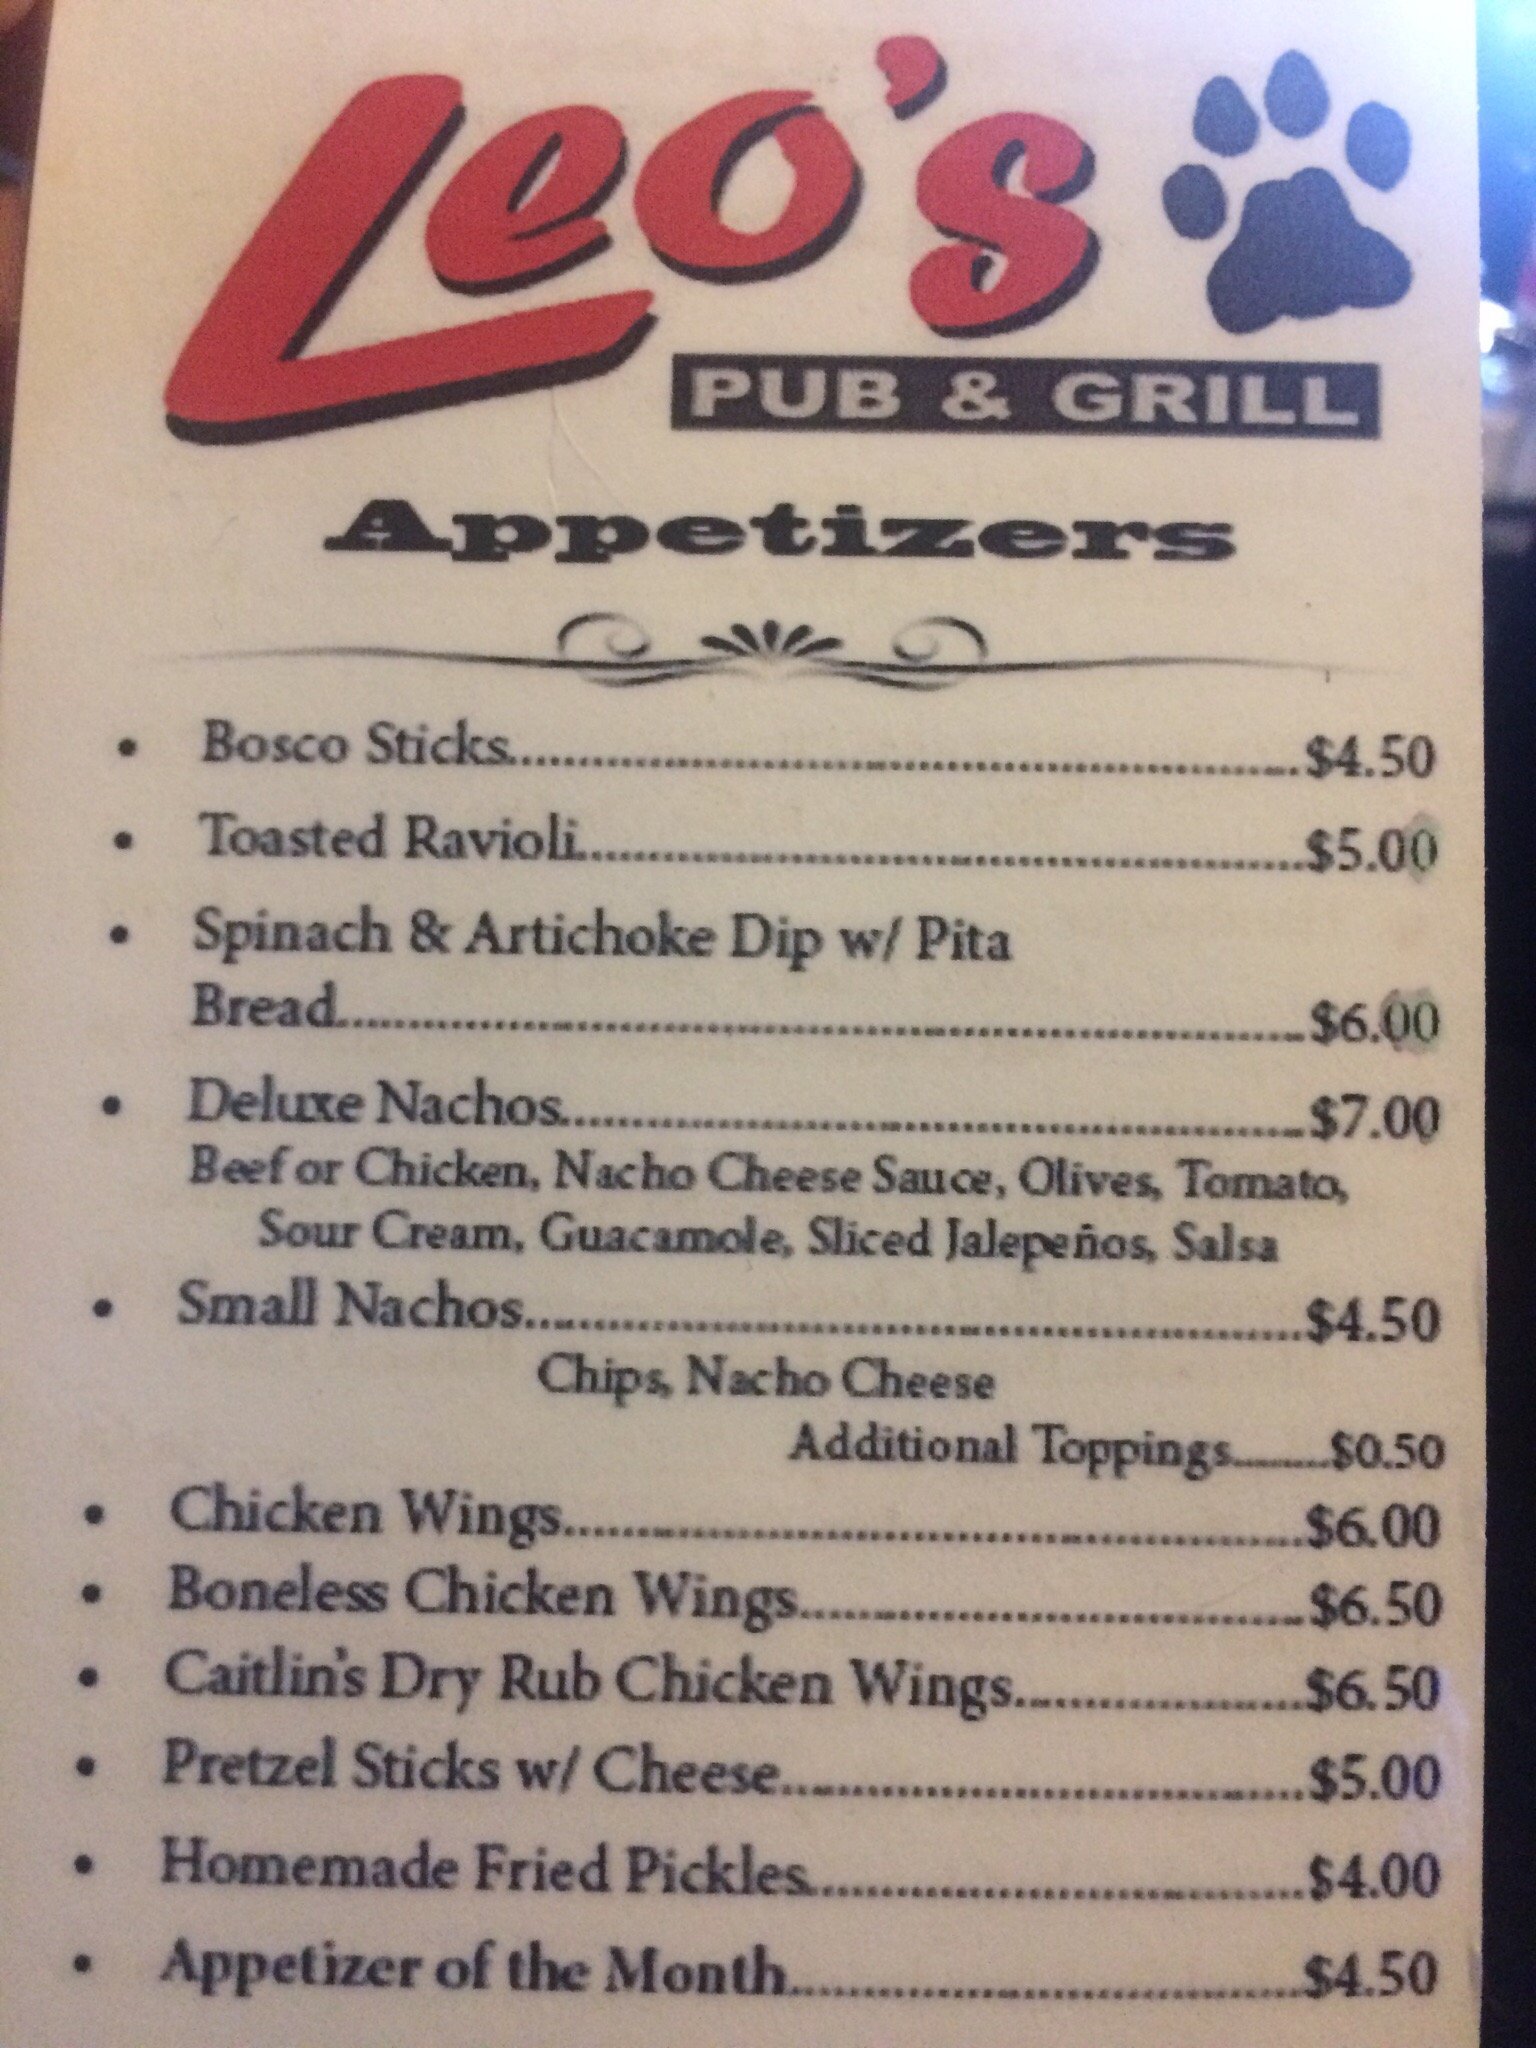 Leo's
PUB & GRILL
Appetizers
• Bosco Sticks........................$4.50
• Toasted Ravioli........................$5.00
• Spinach & Artichoke Dip w/ Pita
Bread........................$6.00
• Deluxe Nachos........................$7.00
Beef or Chicken, Nacho Cheese Sauce, Olives, Tomato,
Sour Cream, Guacamole, Sliced Jalepeños, Salsa
• Small Nachos........................$4.50
Chips, Nacho Cheese
Additional Toppings.........$0.50
• Chicken Wings........................$6.00
• Boneless Chicken Wings........................$6.50
• Caitlin's Dry Rub Chicken Wings........................$6.50
• Pretzel Sticks w/ Cheese........................$5.00
• Homemade Fried Pickles........................$4.00
• Appetizer of the Month........................$4.50